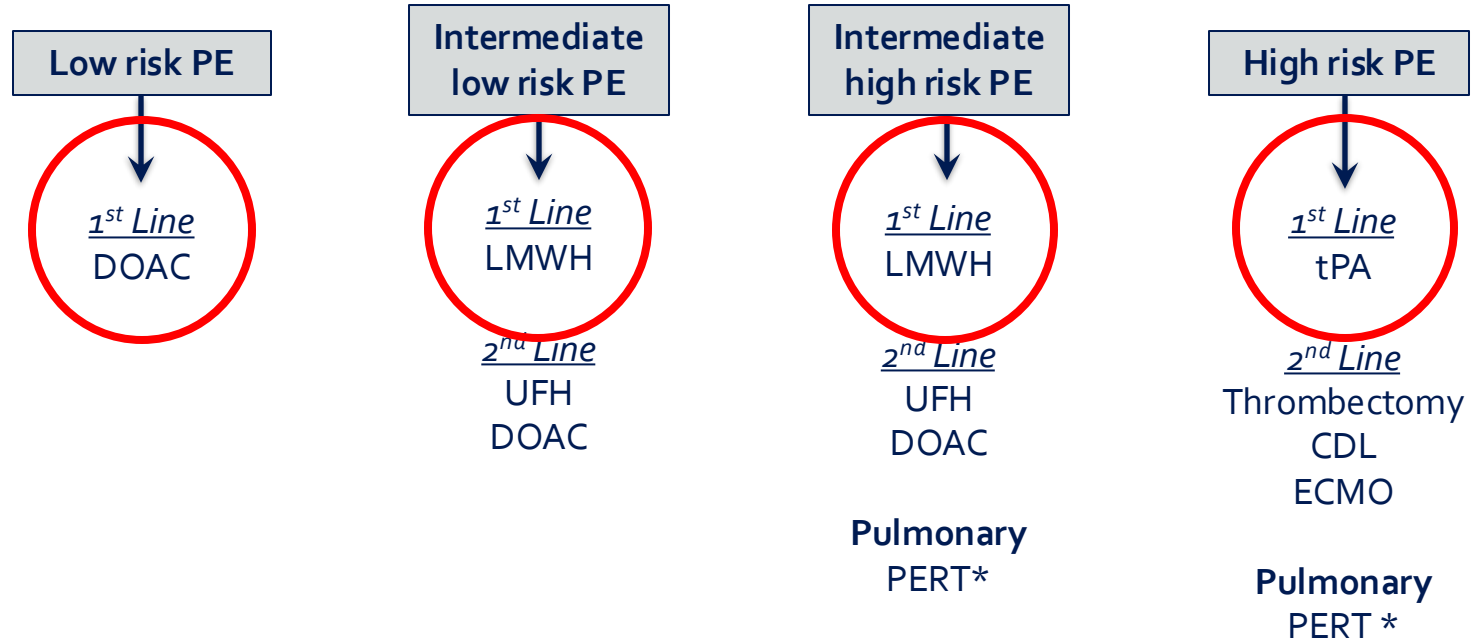 Low risk PE
1st Line
DOAC
Intermediate
low risk PE
1st Line
LMWH
2nd Line
UFH
DOAC
Intermediate
high risk PE
1st Line
LMWH
2nd Line
UFH
DOAC
Pulmonary
PERT*
High risk PE
1st Line
tPA
2nd Line
Thrombectomy
CDL
ECMO
Pulmonary
PERT *